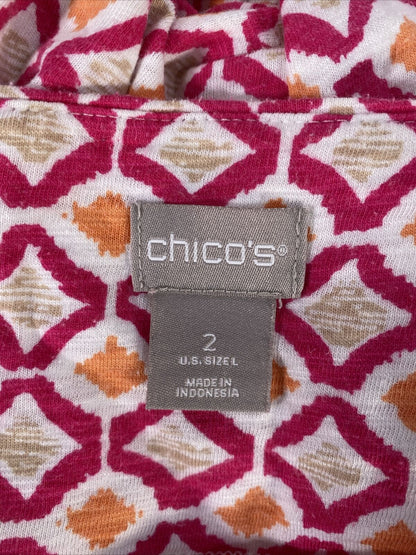 chico's®
2
U.S. SIZE L
MADE IN
INDONESIA